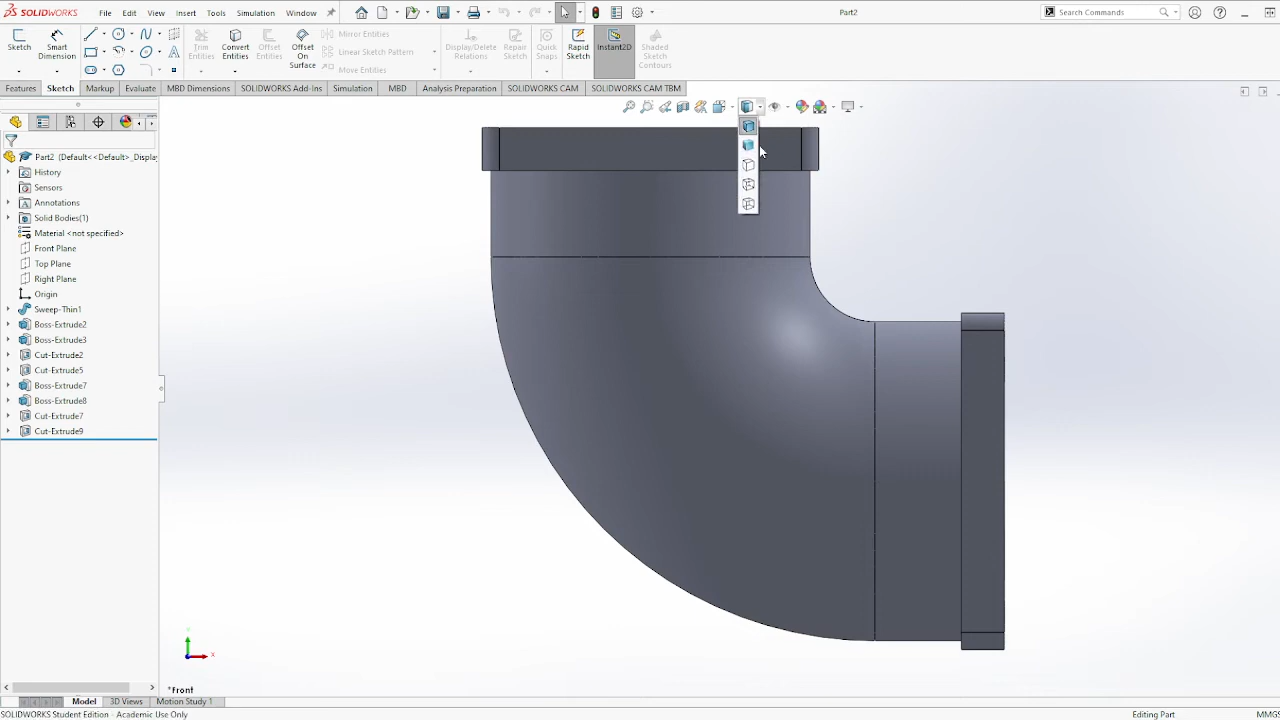 SOLIDWORKS File Edit View Insert Tools Simulation Window Part2 Search Commands
Sketch Smart Dimension Trim Entities Convert Entities Offset Entities Offset On Surface Mirror Entities Linear Sketch Pattern Move Entities Display/Delete Relations Repair Sketch Quick Snaps Rapid Sketch Instant2D Shaded Sketch Contours
Features Sketch Markup Evaluate MBD Dimensions SOLIDWORKS Add-Ins Simulation MBD Analysis Preparation SOLIDWORKS CAM SOLIDWORKS CAM TBM
Part2 (Default<<Default>_Display
History
Sensors
Annotations
Solid Bodies(1)
Material <not specified>
Front Plane
Top Plane
Right Plane
Origin
Sweep-Thin1
Boss-Extrude2
Boss-Extrude3
Cut-Extrude2
Cut-Extrude5
Boss-Extrude7
Boss-Extrude8
Cut-Extrude7
Cut-Extrude9
X
*Front
Model 3D Views Motion Study 1
SOLIDWORKS Student Edition - Academic Use Only Editing Part MMGS